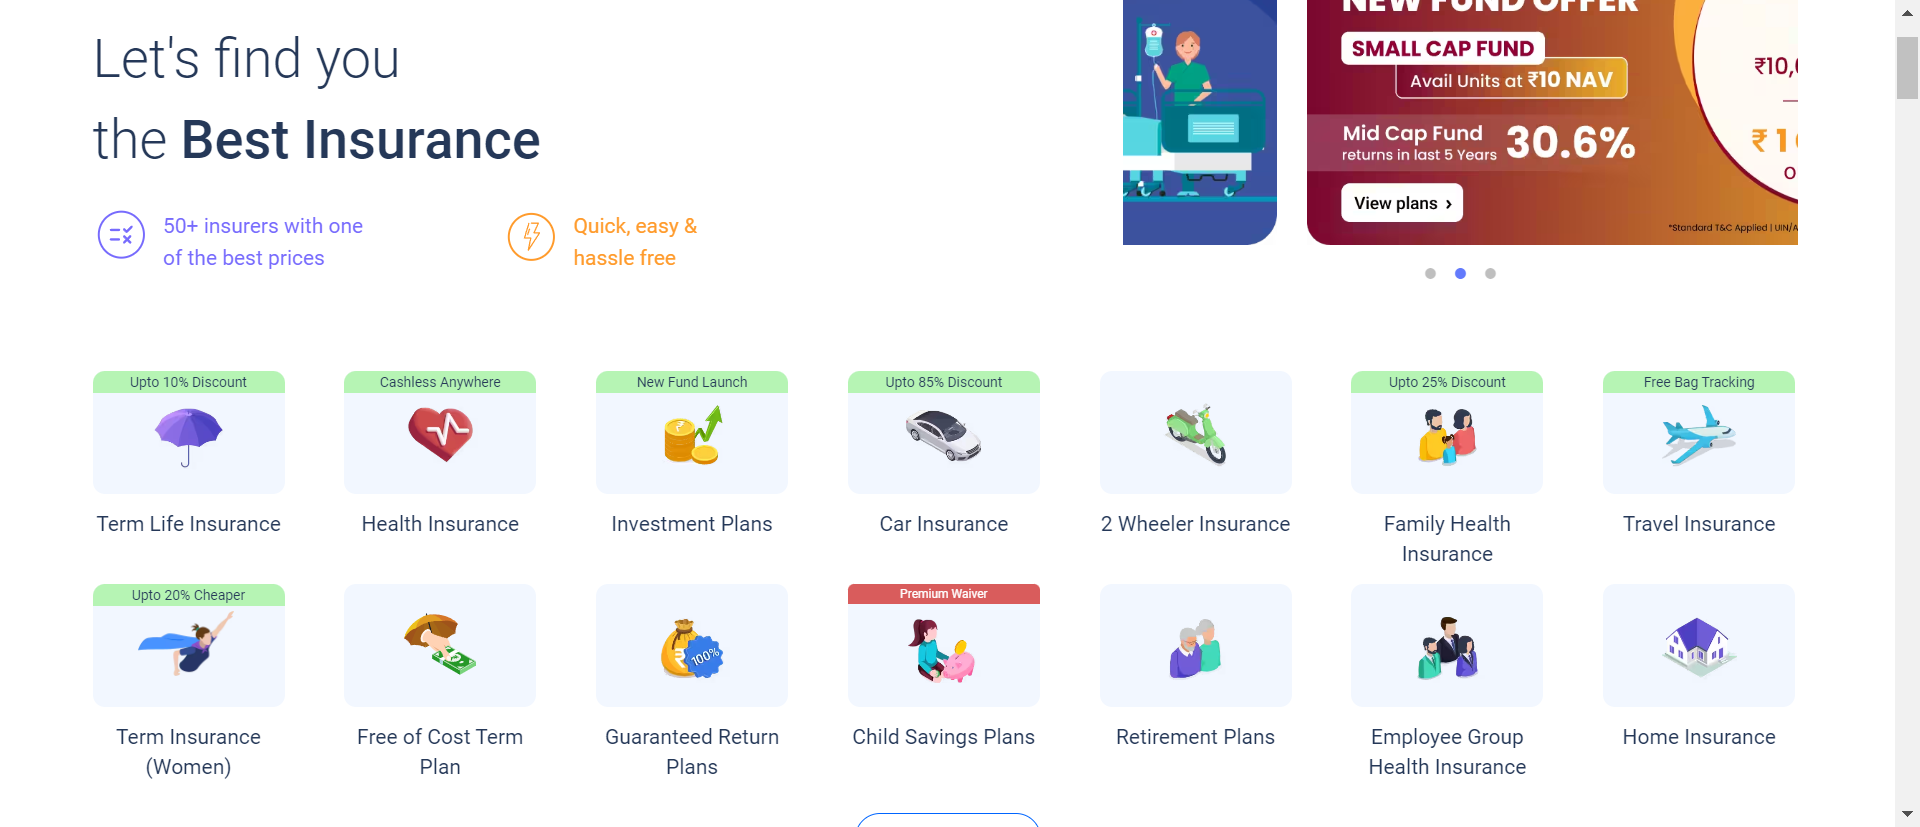 Let's find you
the Best Insurance
50+ insurers with one
of the best prices
Quick, easy &
hassle free
NEW FUND OFFER
SMALL CAP FUND
Avail Units at ₹10 NAV
Mid Cap Fund
returns in last 5 Years
30.6%
View plans ›
*Standard T&C Applied | UIN/A
₹10,
₹ 1
Upto 10% Discount
Cashless Anywhere
New Fund Launch
Upto 85% Discount
Upto 25% Discount
Free Bag Tracking
Term Life Insurance
Health Insurance
Investment Plans
Car Insurance
2 Wheeler Insurance
Family Health
Insurance
Travel Insurance
Upto 20% Cheaper
100%
Premium Waiver
Term Insurance
(Women)
Free of Cost Term
Plan
Guaranteed Return
Plans
Child Savings Plans
Retirement Plans
Employee Group
Health Insurance
Home Insurance